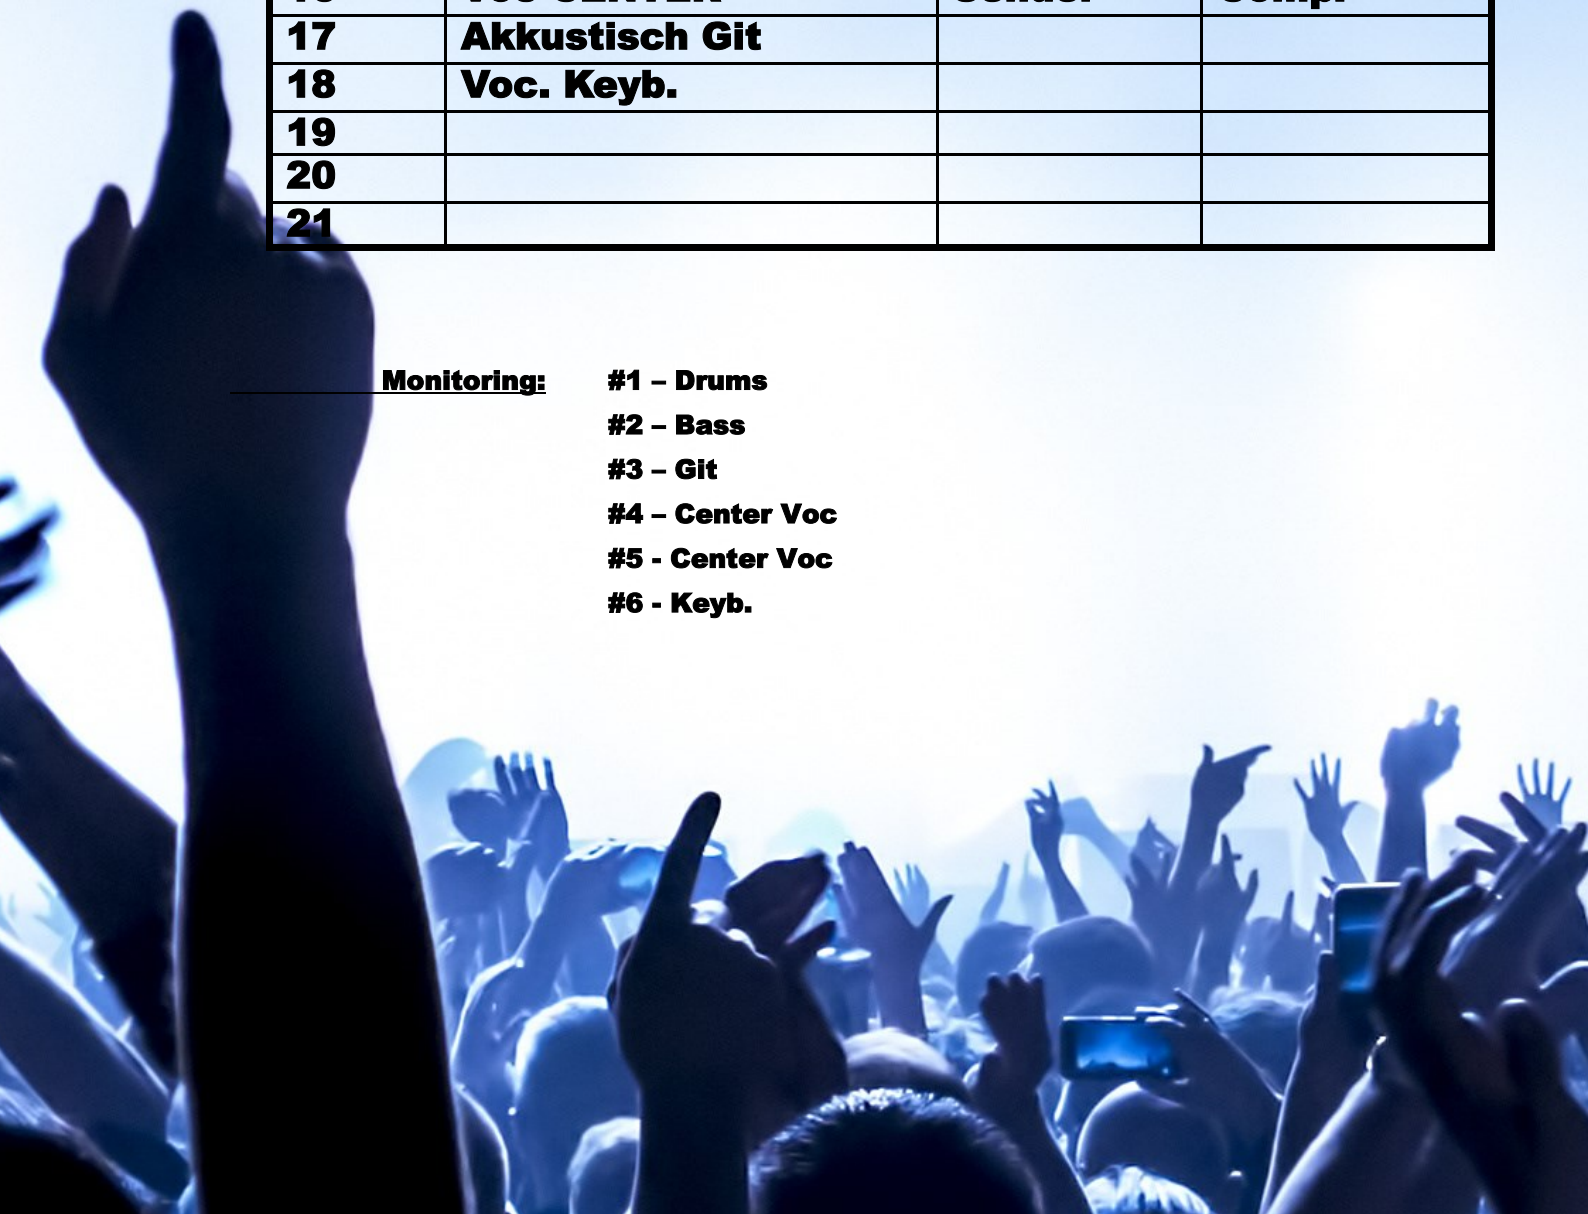 17 Akkustisch Git
18 Voc. Keyb.
19
20
21
Monitoring: #1 – Drums
#2 – Bass
#3 – Git
#4 – Center Voc
#5 - Center Voc
#6 - Keyb.